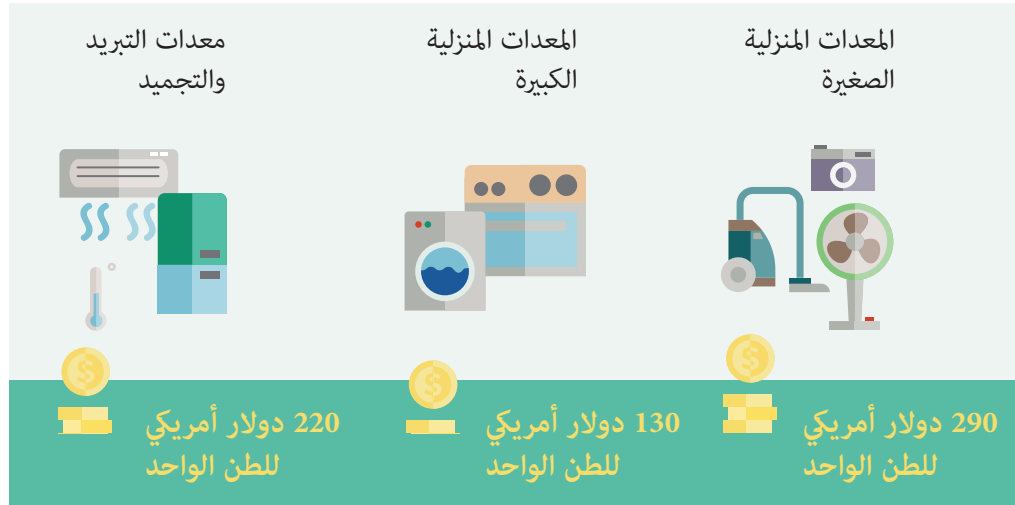 المعدات المنزلية
الصغيرة
290 دولار أمريكي
للطن الواحد
المعدات المنزلية
الكبيرة
130 دولار أمريكي
للطن الواحد
معدات التبريد
والتجميد
220 دولار أمريكي
للطن الواحد